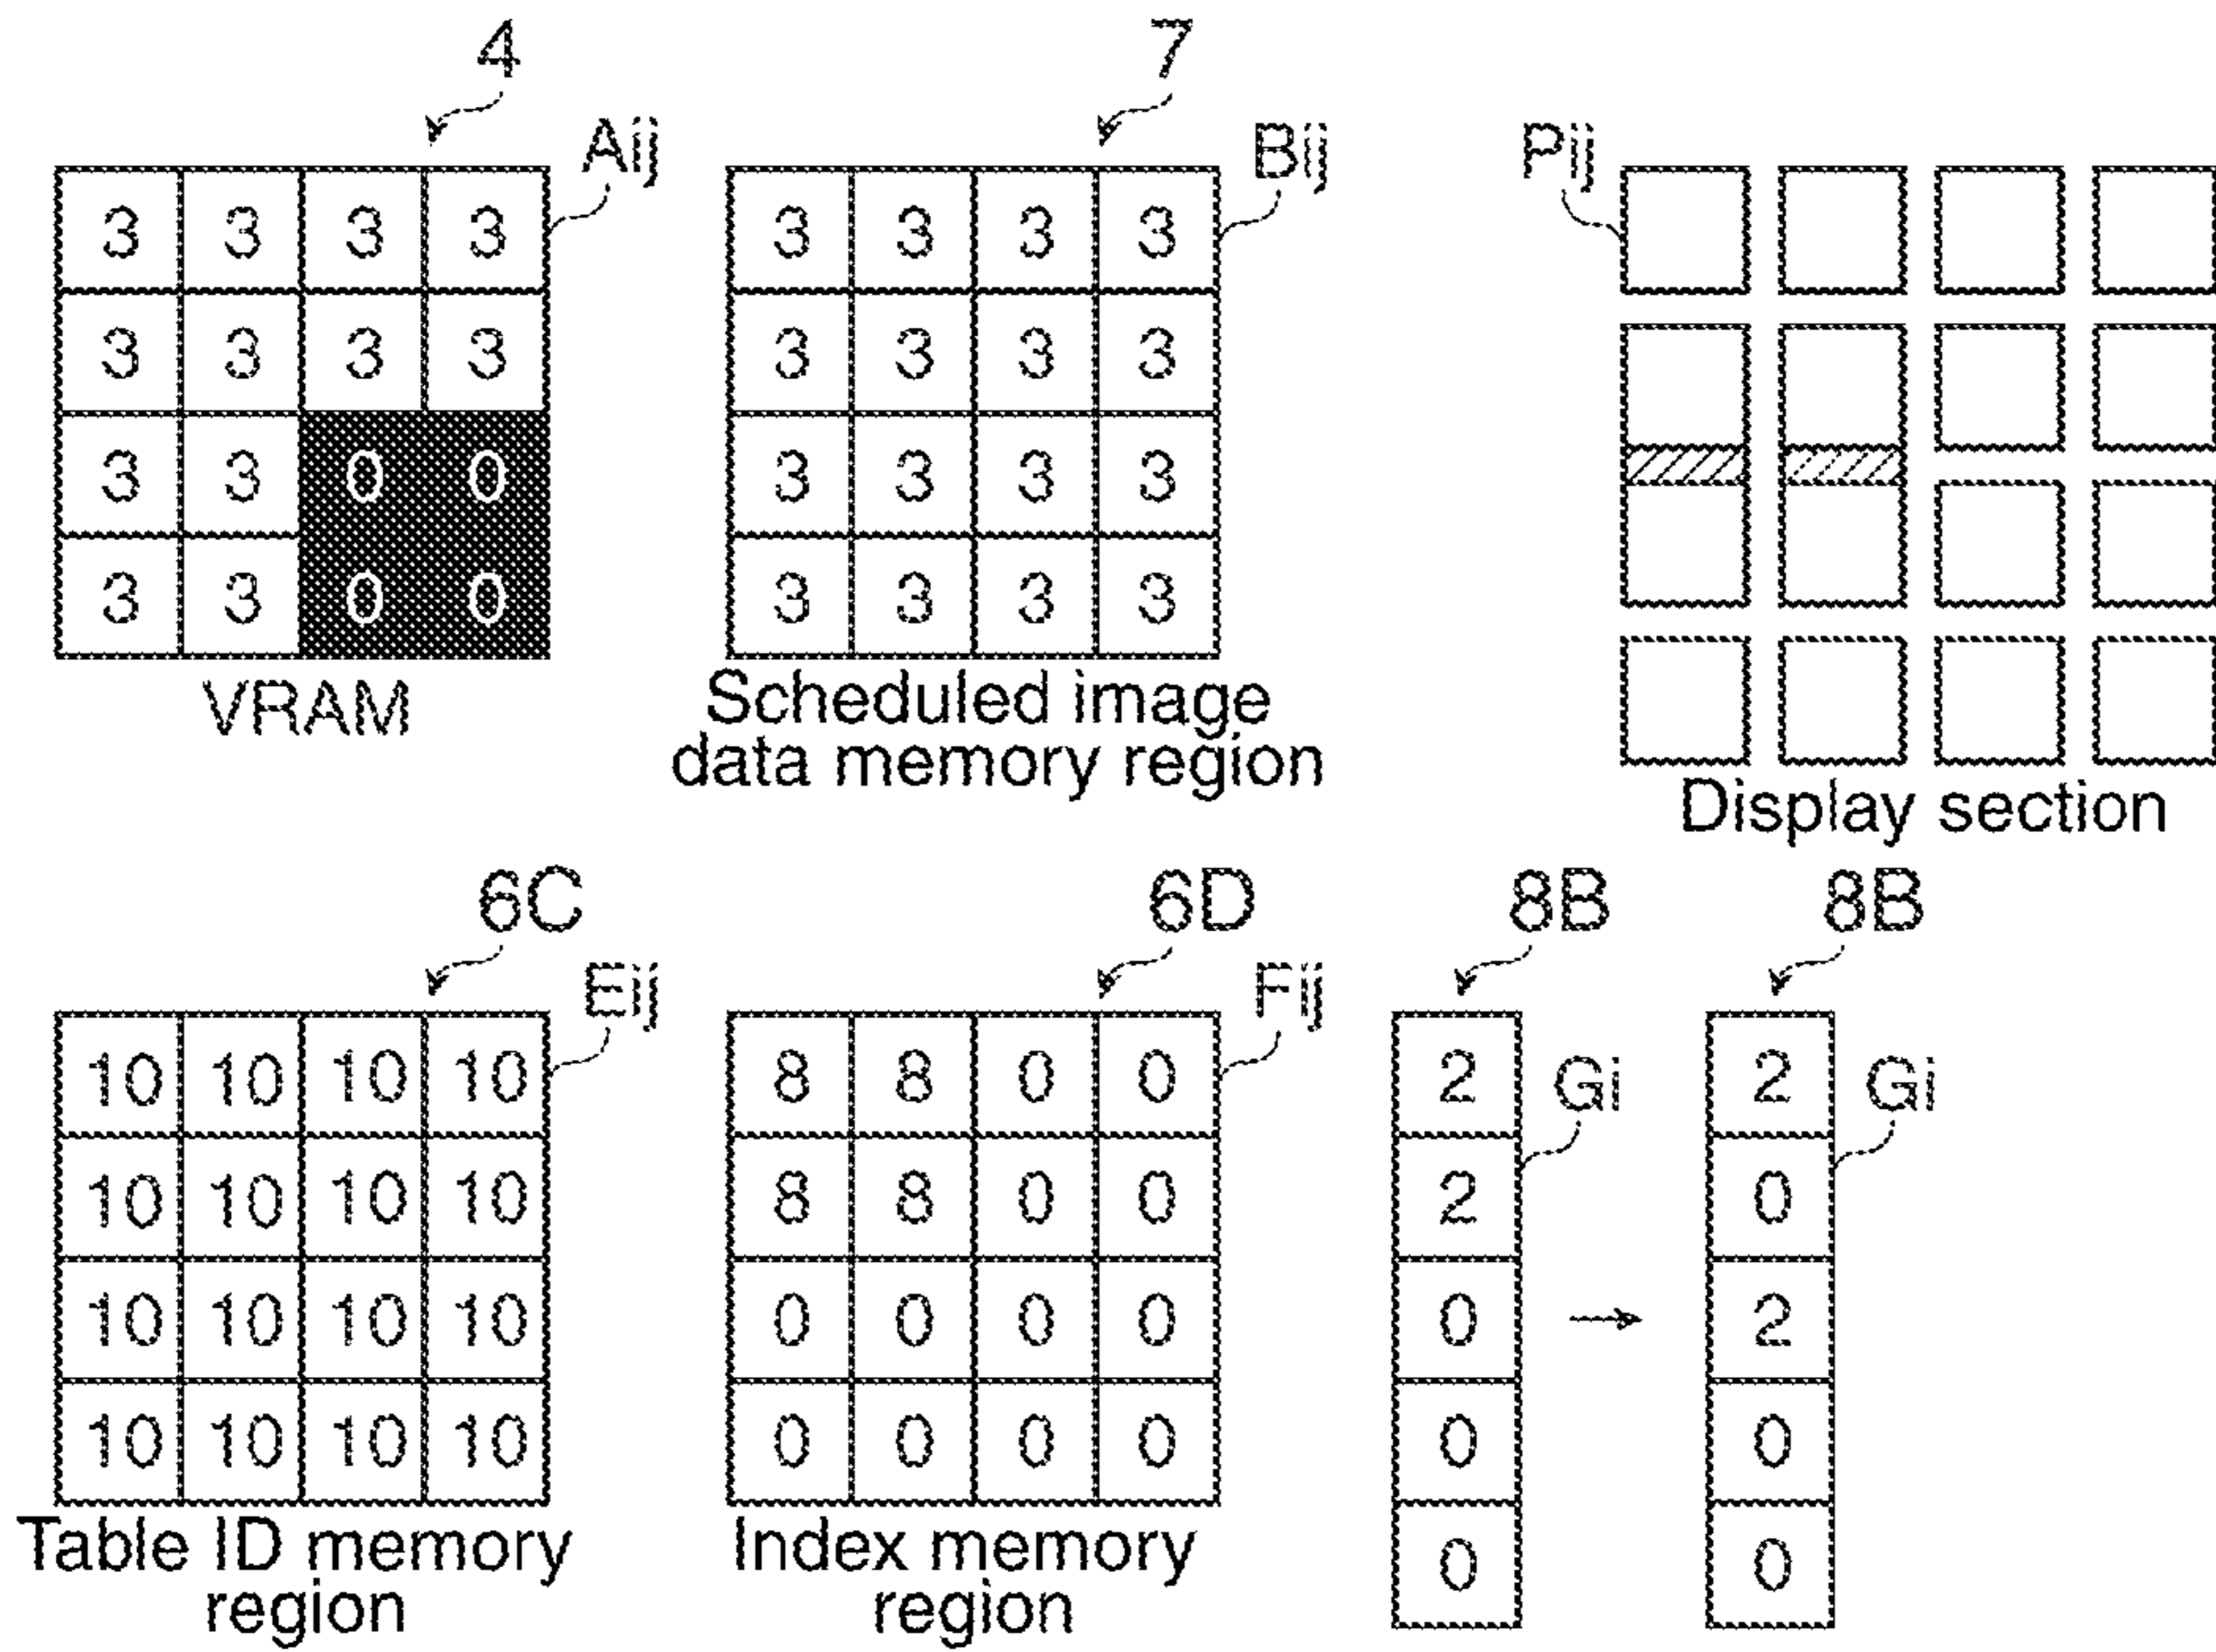 4
7
Aij
Bij
Pij
3 3 3 3
3 3 3 3
3 3 0 0
3 3 0 0
VRAM
3 3 3 3
3 3 3 3
3 3 3 3
3 3 3 3
Scheduled image
data memory region
Display section
6C
6D
8B
8B
Eij
Fij
10 10 10 10
10 10 10 10
10 10 10 10
10 10 10 10
Table ID memory
region
8 8 0 0
8 8 0 0
0 0 0 0
0 0 0 0
Index memory
region
2
Gi
2
0
0
0
2
Gi
0
2
0
0